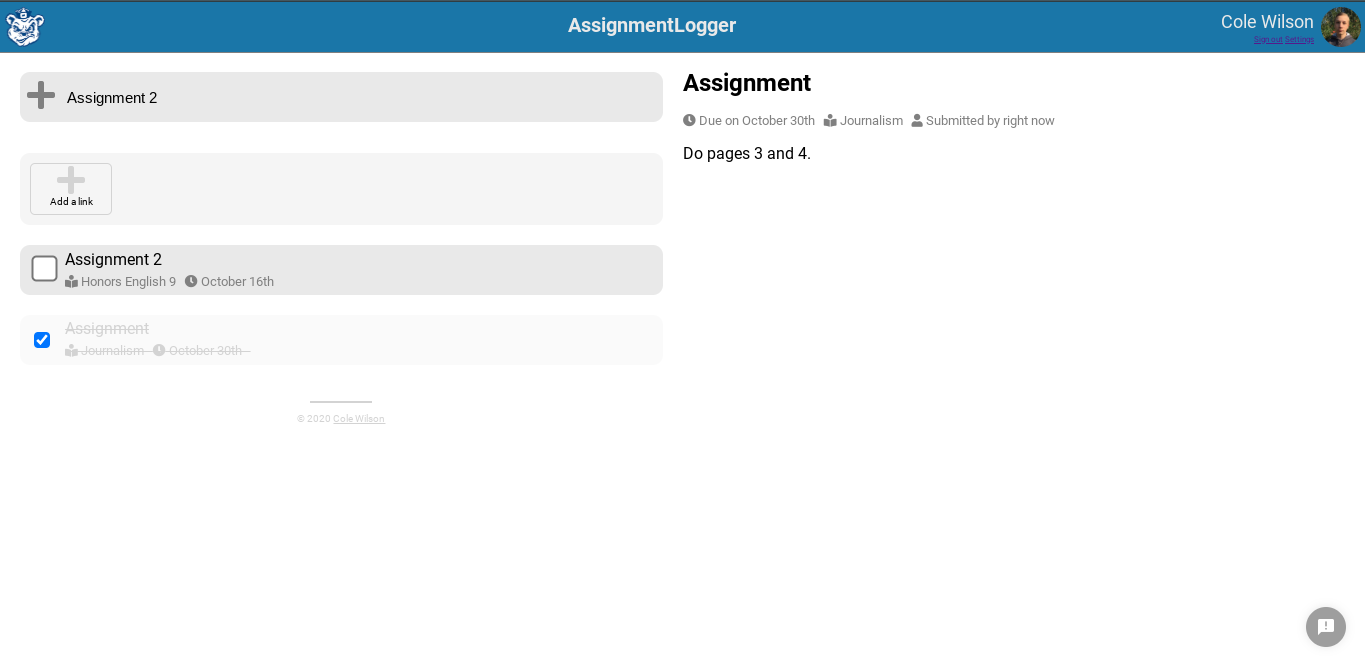 AssignmentLogger
Cole Wilson
Sign out Settings
Assignment 2
Add a link
Assignment 2
Honors English 9 October 16th
Assignment
Journalism October 30th
© 2020 Cole Wilson
Assignment
Due on October 30th Journalism Submitted by right now
Do pages 3 and 4.